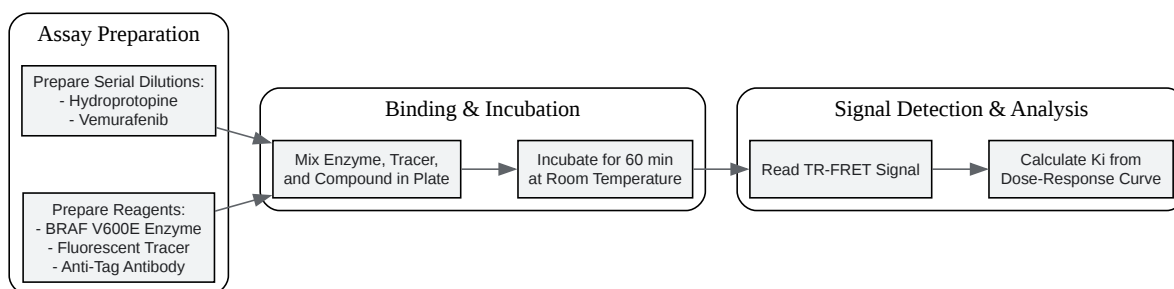 Assay Preparation
Prepare Serial Dilutions:
- Hydroprotopine
- Vemurafenib
Prepare Reagents:
- BRAF V600E Enzyme
- Fluorescent Tracer
- Anti-Tag Antibody
Binding & Incubation
Mix Enzyme, Tracer,
and Compound in Plate
Incubate for 60 min
at Room Temperature
Signal Detection & Analysis
Read TR-FRET Signal
Calculate Ki from
Dose-Response Curve